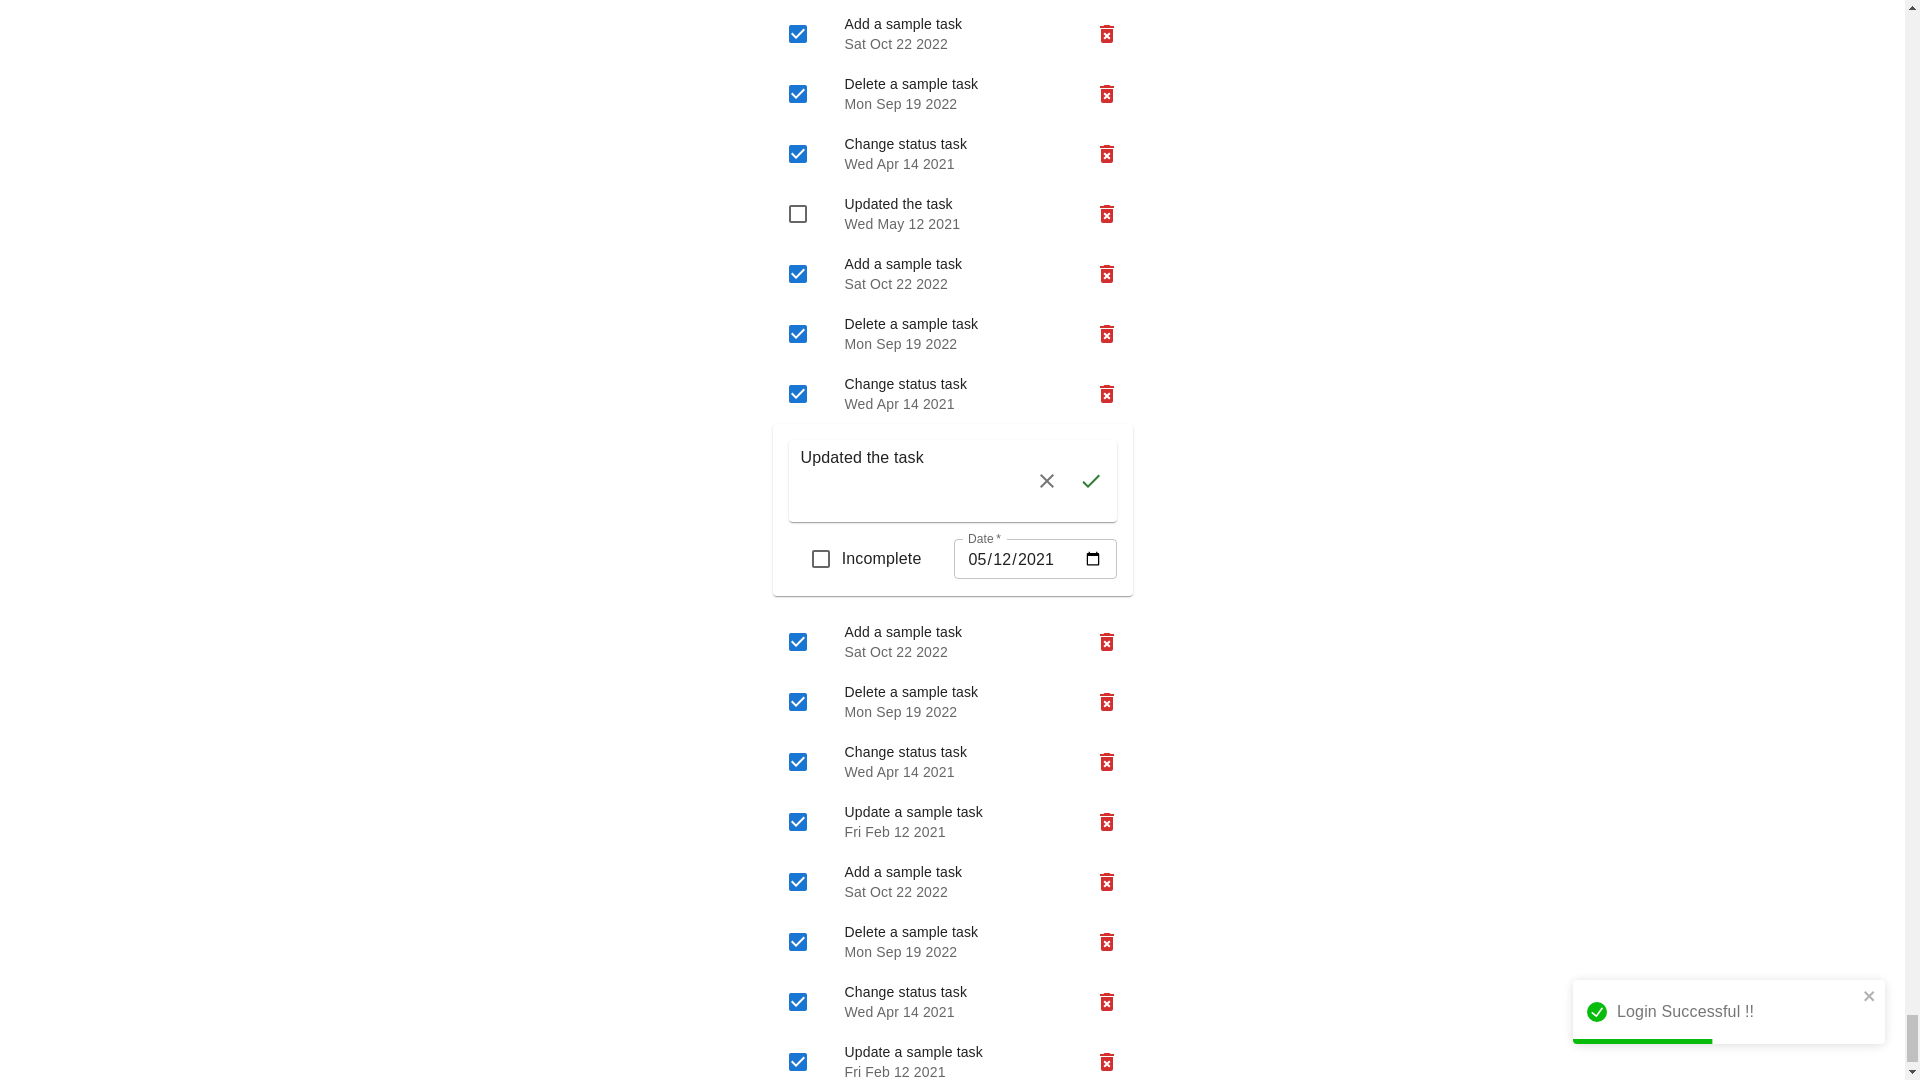 Add a sample task
Sat Oct 22 2022
Delete a sample task
Mon Sep 19 2022
Change status task
Wed Apr 14 2021
Updated the task
Wed May 12 2021
Add a sample task
Sat Oct 22 2022
Delete a sample task
Mon Sep 19 2022
Change status task
Wed Apr 14 2021
Updated the task
Incomplete
Date *
05/12/2021
Add a sample task
Sat Oct 22 2022
Delete a sample task
Mon Sep 19 2022
Change status task
Wed Apr 14 2021
Update a sample task
Fri Feb 12 2021
Add a sample task
Sat Oct 22 2022
Delete a sample task
Mon Sep 19 2022
Change status task
Wed Apr 14 2021
Update a sample task
Fri Feb 12 2021
Login Successful !!